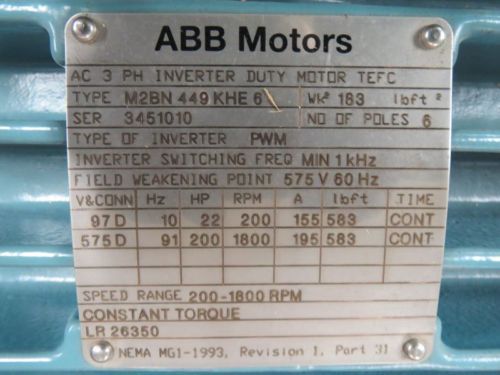 ABB Motors
AC 3 PH INVERTER DUTY MOTOR TEFC
TYPE M2BN 449 KHE 6 Wk² 183 lbft²
SER 3451010 NO OF POLES 6
TYPE OF INVERTER PWM
INVERTER SWITCHING FREQ MIN 1 kHz
FIELD WEAKENING POINT 575 V 60 Hz
V&CONN Hz HP RPM A lbft TIME
97 D 10 22 200 155 583 CONT
575 D 91 200 1800 195 583 CONT
SPEED RANGE 200-1800 RPM
CONSTANT TORQUE
LR 26350
NEMA MG1-1993, Revision 1, Part 31